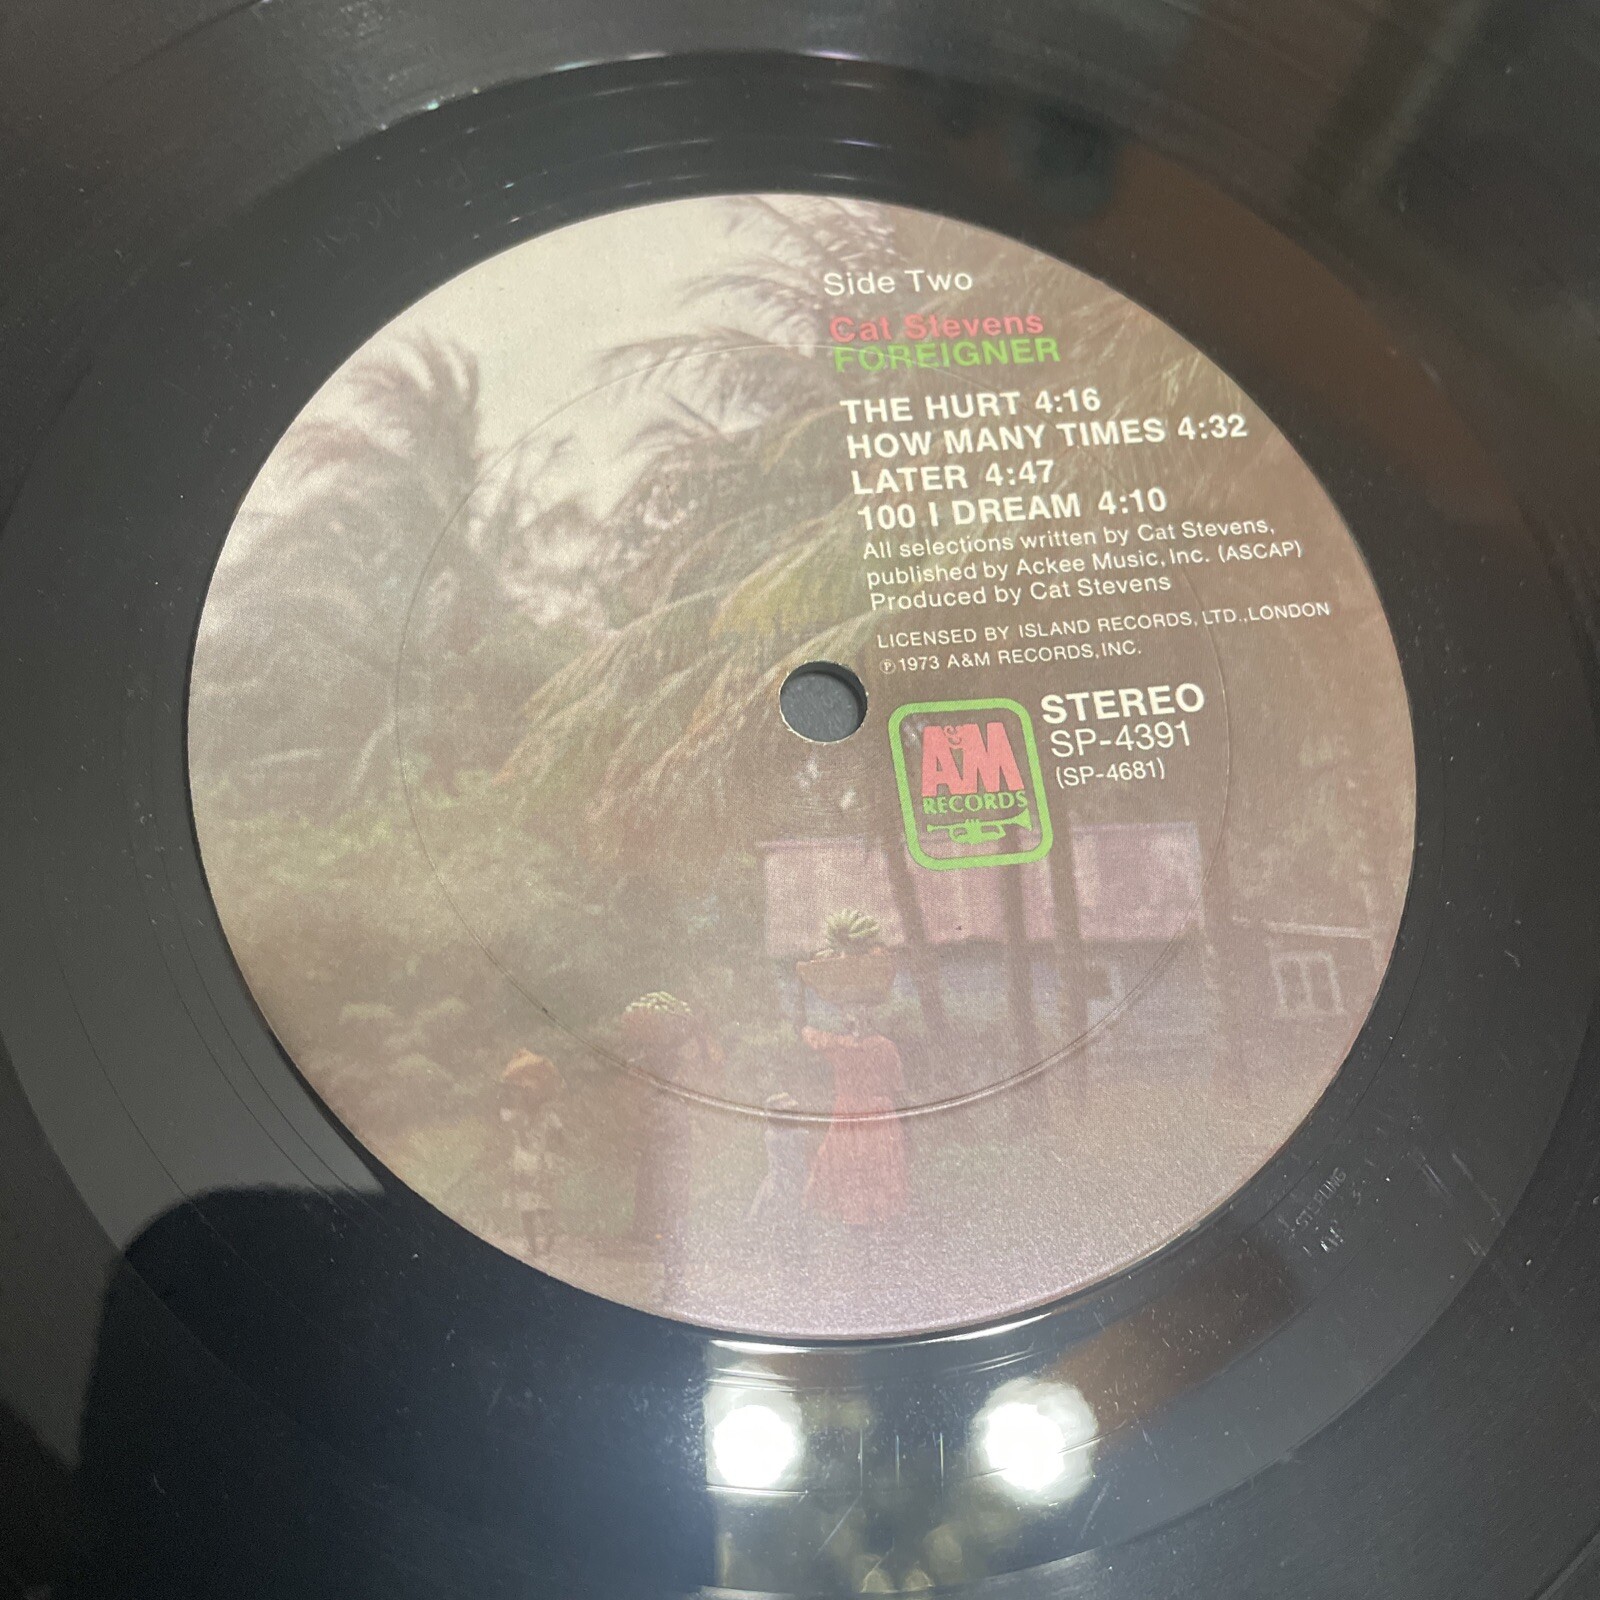 Side Two
Cat Stevens
FOREIGNER
THE HURT 4:16
HOW MANY TIMES 4:32
LATER 4:47
100 I DREAM 4:10
All selections written by Cat Stevens,
published by Ackee Music, Inc. (ASCAP)
Produced by Cat Stevens
LICENSED BY ISLAND RECORDS, LTD., LONDON
℗1973 A&M RECORDS, INC.
A&M
RECORDS
STEREO
SP-4391
(SP-4681)
STERLING